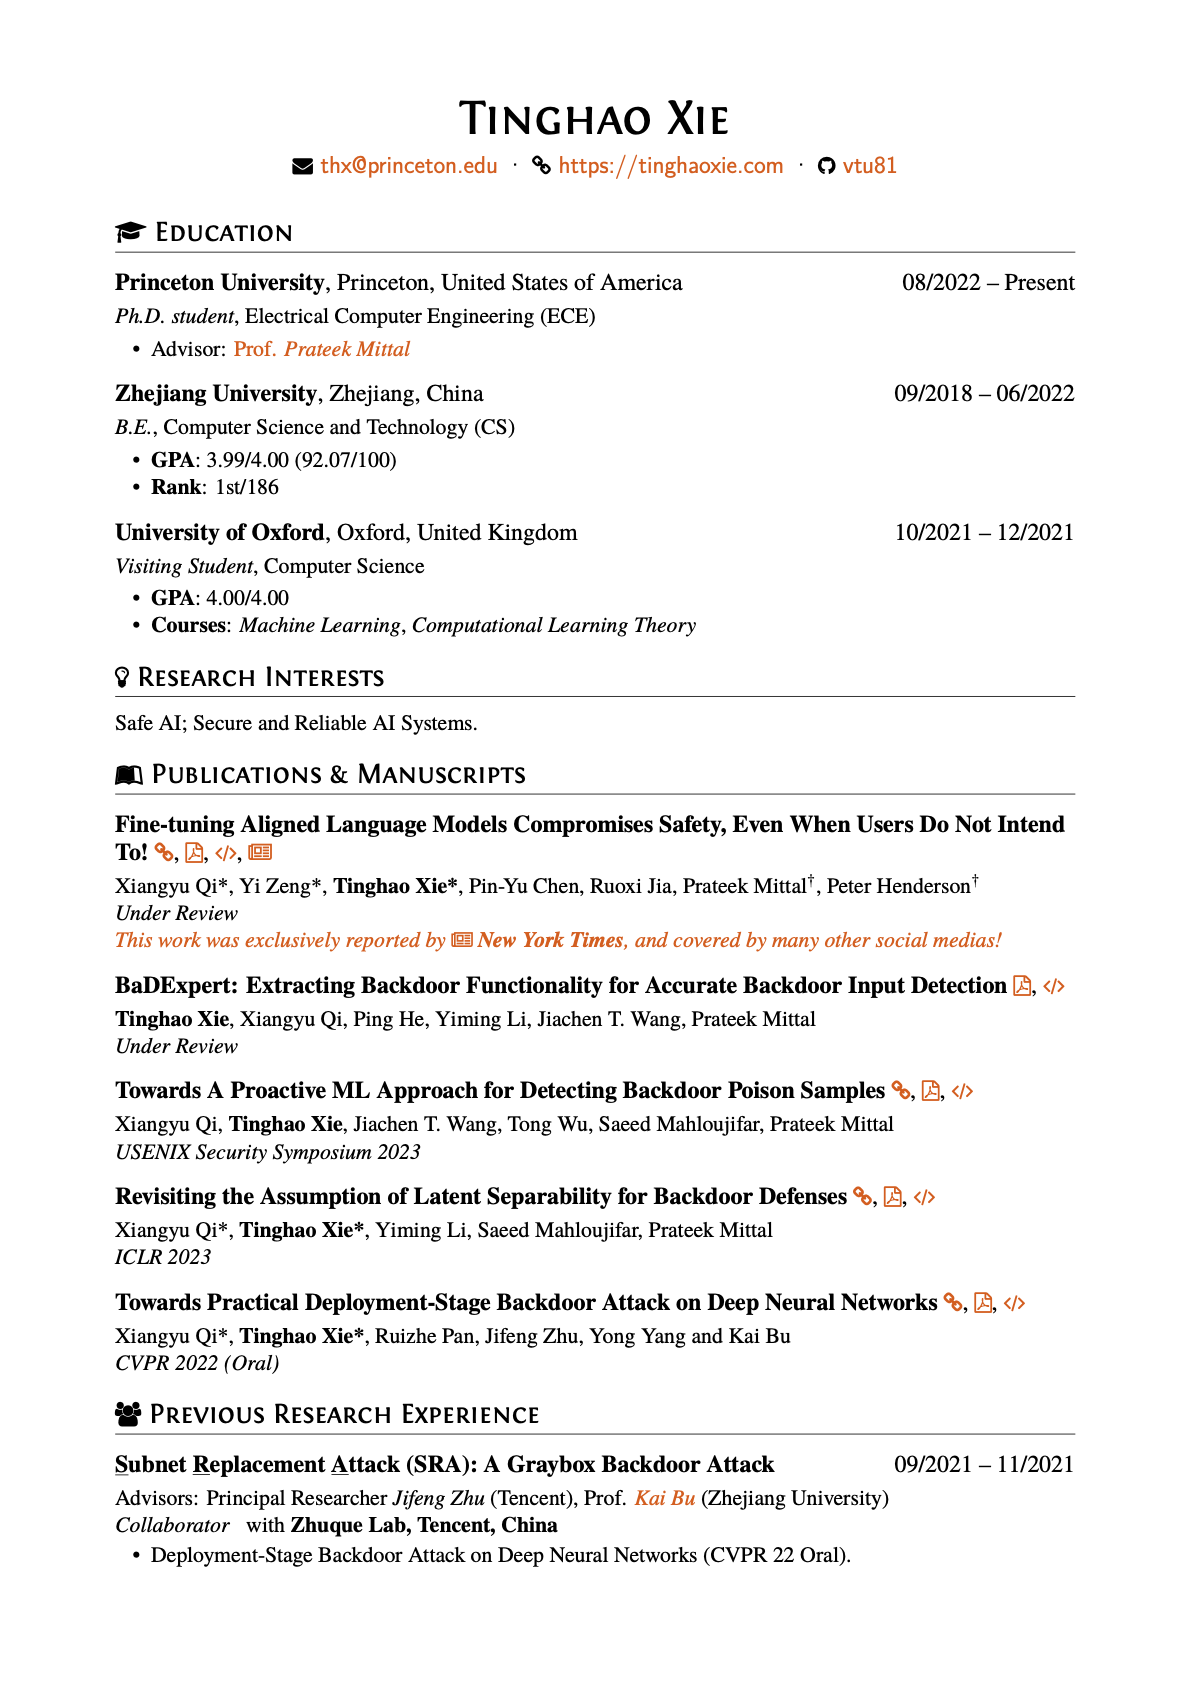 Tinghao Xie
thx@princeton.edu · https://tinghaoxie.com · vtu81
Education
Princeton University, Princeton, United States of America 08/2022 – Present
Ph.D. student, Electrical Computer Engineering (ECE)
• Advisor: Prof. Prateek Mittal
Zhejiang University, Zhejiang, China 09/2018 – 06/2022
B.E., Computer Science and Technology (CS)
• GPA: 3.99/4.00 (92.07/100)
• Rank: 1st/186
University of Oxford, Oxford, United Kingdom 10/2021 – 12/2021
Visiting Student, Computer Science
• GPA: 4.00/4.00
• Courses: Machine Learning, Computational Learning Theory
Research Interests
Safe AI; Secure and Reliable AI Systems.
Publications & Manuscripts
Fine-tuning Aligned Language Models Compromises Safety, Even When Users Do Not Intend
To! , , </>,
Xiangyu Qi*, Yi Zeng*, Tinghao Xie*, Pin-Yu Chen, Ruoxi Jia, Prateek Mittal†, Peter Henderson†
Under Review
This work was exclusively reported by New York Times, and covered by many other social medias!
BaDExpert: Extracting Backdoor Functionality for Accurate Backdoor Input Detection , </>
Tinghao Xie, Xiangyu Qi, Ping He, Yiming Li, Jiachen T. Wang, Prateek Mittal
Under Review
Towards A Proactive ML Approach for Detecting Backdoor Poison Samples , , </>
Xiangyu Qi, Tinghao Xie, Jiachen T. Wang, Tong Wu, Saeed Mahloujifar, Prateek Mittal
USENIX Security Symposium 2023
Revisiting the Assumption of Latent Separability for Backdoor Defenses , , </>
Xiangyu Qi*, Tinghao Xie*, Yiming Li, Saeed Mahloujifar, Prateek Mittal
ICLR 2023
Towards Practical Deployment-Stage Backdoor Attack on Deep Neural Networks , , </>
Xiangyu Qi*, Tinghao Xie*, Ruizhe Pan, Jifeng Zhu, Yong Yang and Kai Bu
CVPR 2022 (Oral)
Previous Research Experience
Subnet Replacement Attack (SRA): A Graybox Backdoor Attack 09/2021 – 11/2021
Advisors: Principal Researcher Jifeng Zhu (Tencent), Prof. Kai Bu (Zhejiang University)
Collaborator with Zhuque Lab, Tencent, China
• Deployment-Stage Backdoor Attack on Deep Neural Networks (CVPR 22 Oral).